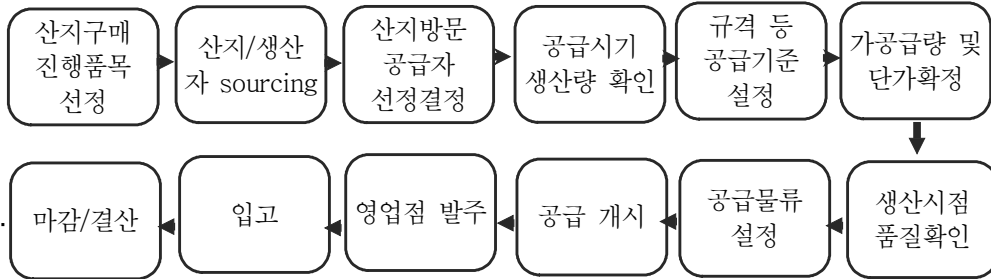 산지구매
진행품목
선정
산지/생산
자 sourcing
산지방문
공급자
선정결정
공급시기
생산량 확인
규격 등
공급기준
설정
가공급량 및
단가확정
생산시점
품질확인
공급물류
설정
공급 개시
영업점 발주
입고
마감/결산
.